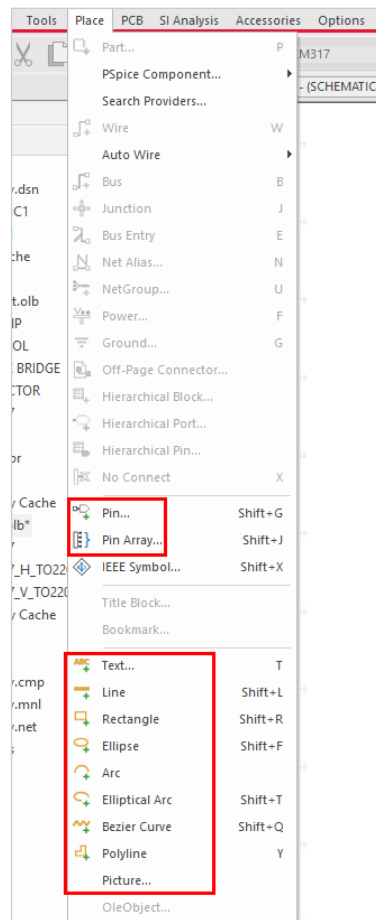 Tools Place PCB SI Analysis Accessories Options
Part... P
M317
PSpice Component...
- (SCHEMATIC
Search Providers...
Wire W
Auto Wire
.dsn
Bus B
C1
Junction J
Bus Entry E
che
Net Alias... N
t.olb
NetGroup... U
IP
Power... F
OL
Ground... G
BRIDGE
Off-Page Connector...
CTOR
Hierarchical Block...
Hierarchical Port...
or
Hierarchical Pin...
No Connect X
y Cache
Pin... Shift+G
lb*
Pin Array... Shift+J
7_H_TO220
IEEE Symbol... Shift+X
7_V_TO220
Title Block...
y Cache
Bookmark...
Text... T
.cmp
Line Shift+L
.mnl
Rectangle Shift+R
.net
Ellipse Shift+F
Arc
Elliptical Arc Shift+T
Bezier Curve Shift+Q
Polyline Y
Picture...
OleObject...